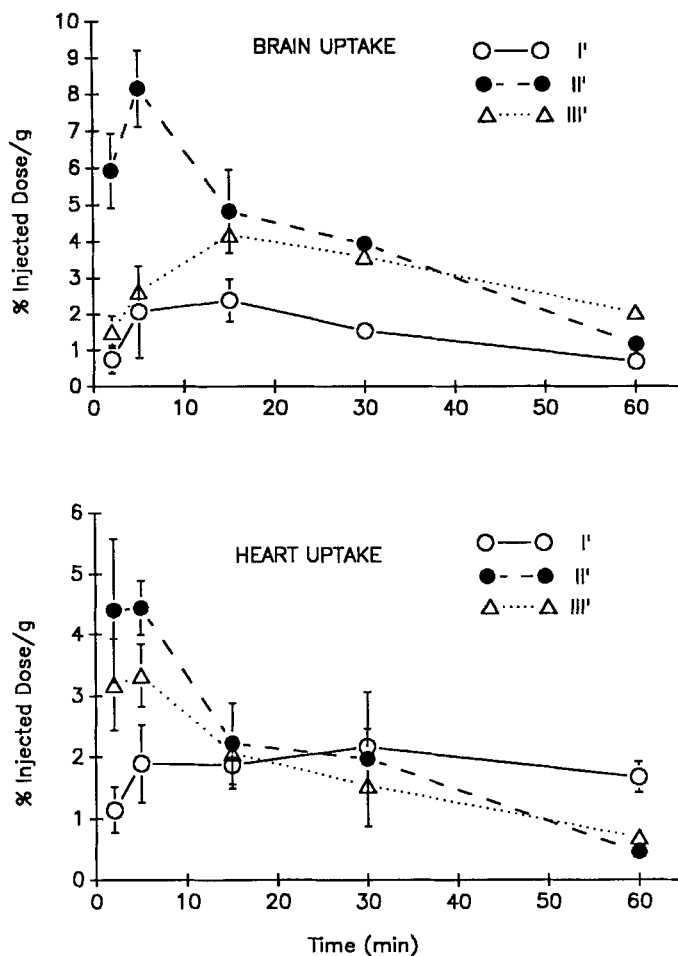 BRAIN UPTAKE
I'
II'
III'
% Injected Dose/g
10
9
8
7
6
5
4
3
2
1
0
0 10 20 30 40 50 60
HEART UPTAKE
I'
II'
III'
% Injected Dose/g
6
5
4
3
2
1
0
0 10 20 30 40 50 60
Time (min)